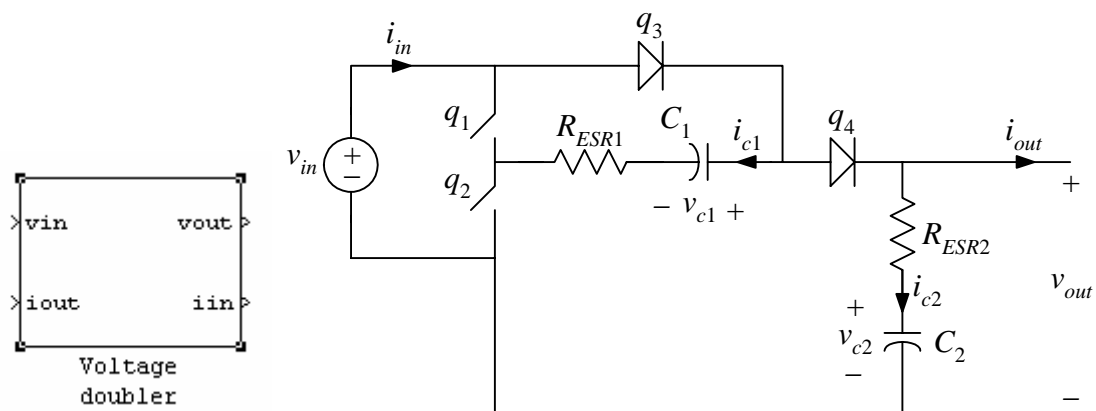 vin vout
iout iin
Voltage
doubler
i_in
q_3
q_1
R_ESR1
C_1
i_c1
q_4
i_out
v_in
+
−
q_2
− v_c1 +
+
R_ESR2
i_c2
v_out
+
v_c2
−
C_2
−